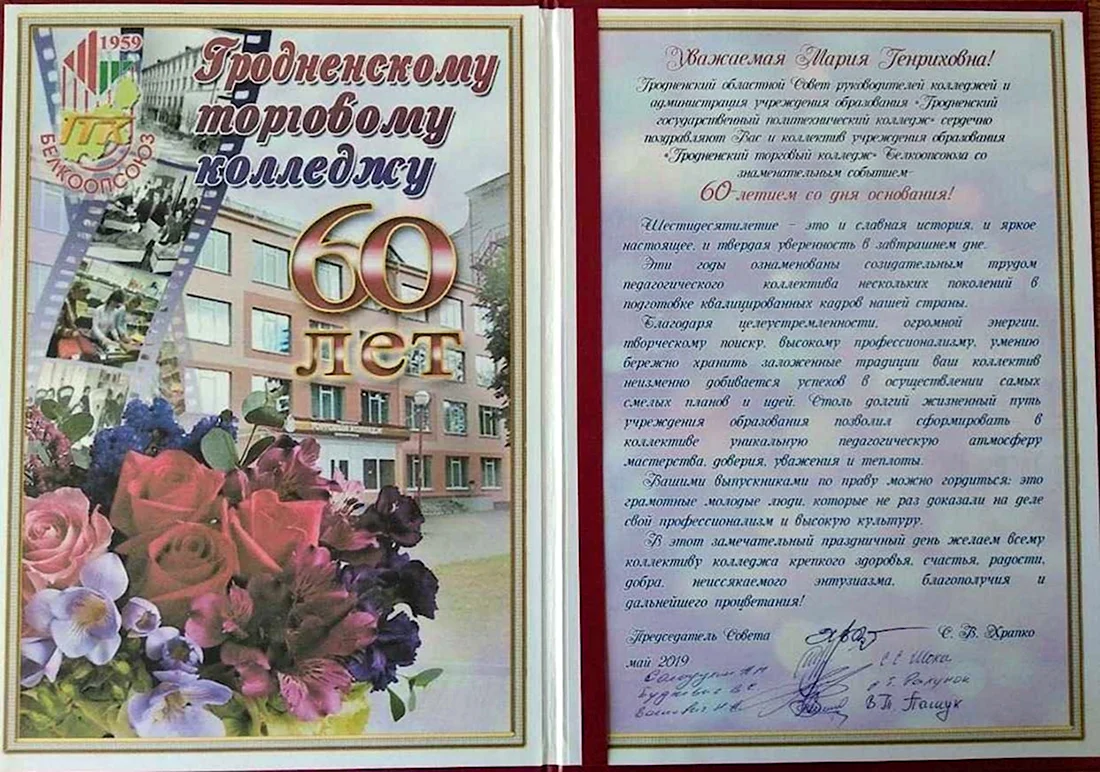 1959
ГТК
БЕЛКООПСОЮЗ
Гродненскому
торговому
колледжу
60
лет
Уважаемая Мария Генриховна!
Гродненский областной Совет руководителей колледжей и
администрация учреждения образования «Гродненский
государственный политехнический колледж» сердечно
поздравляют Вас и коллектив учреждения образования
«Гродненский торговый колледж» Белкоопсоюза со
знаменательным событием-
60-летием со дня основания!
Шестидесятилетие – это и славная история, и яркое
настоящее, и твердая уверенность в завтрашнем дне.
Эти годы ознаменованы созидательным трудом
педагогического коллектива нескольких поколений в
подготовке квалицированных кадров нашей страны.
Благодаря целеустремленности, огромной энергии,
творческому поиску, высокому профессионализму, умению
бережно хранить заложенные традиции ваш коллектив
неизменно добивается успехов в осуществлении самых
смелых планов и идей. Столь долгий жизненный путь
учреждения образования позволил сформировать в
коллективе уникальную педагогическую атмосферу
мастерства, доверия, уважения и теплоты.
Вашими выпускниками по праву можно гордиться: это
грамотные молодые люди, которые не раз доказали на деле
свой профессионализм и высокую культуру.
В этот замечательный праздничный день желаем всему
коллективу колледжа крепкого здоровья, счастья, радости,
добра, неиссякаемого энтузиазма, благополучия и
дальнейшего процветания!
Председатель Совета С. В. Храпко
май 2019
В.П. Пашук